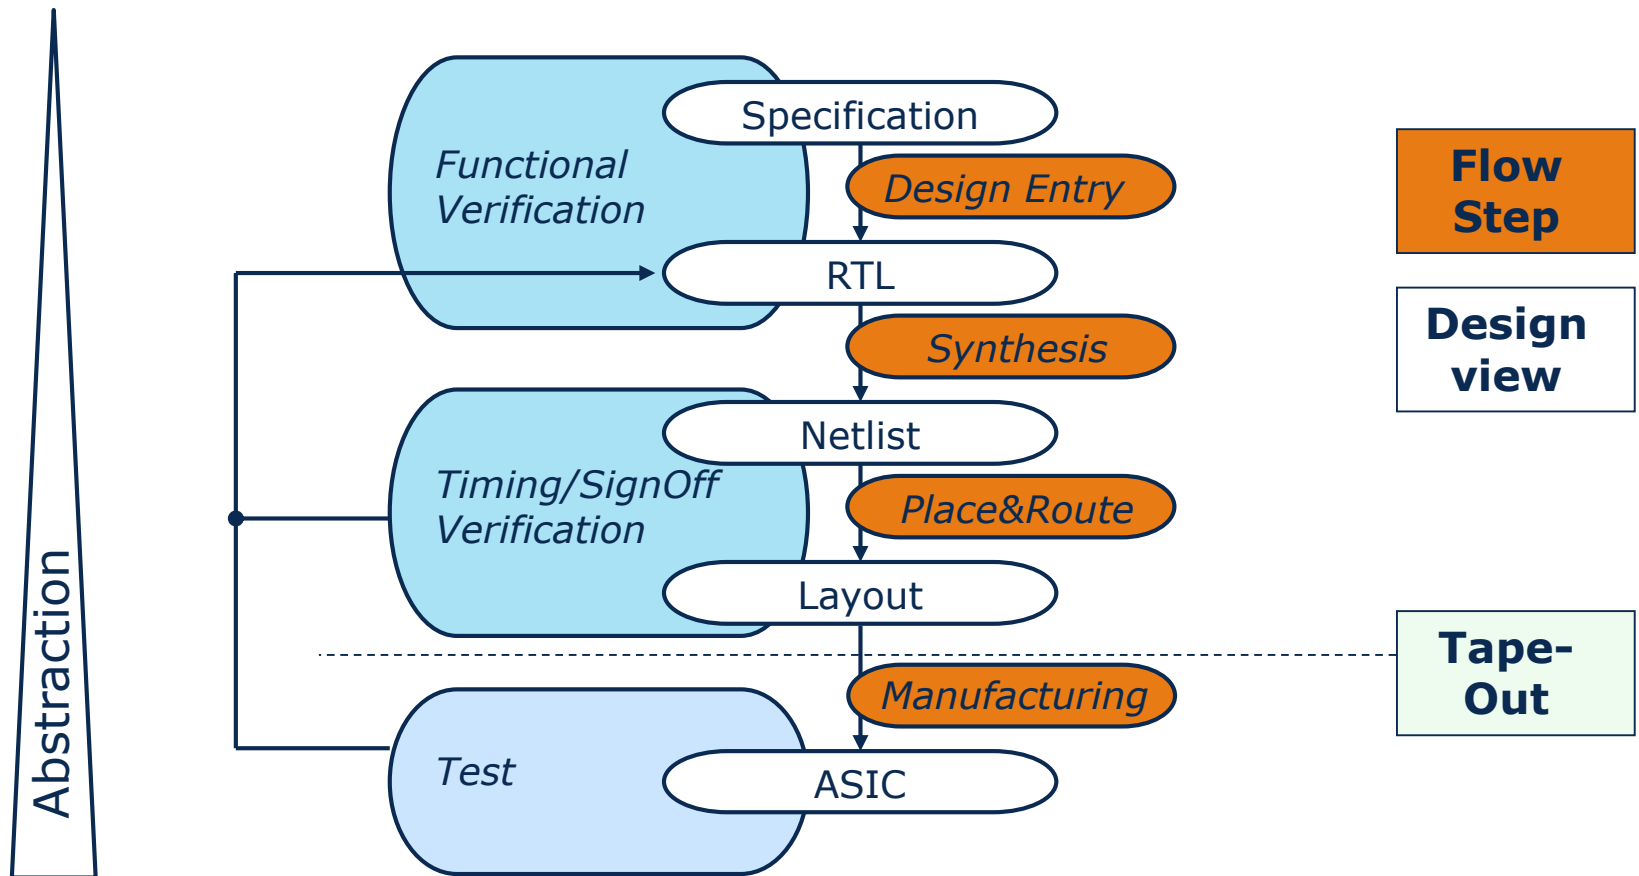 Specification
Functional
Verification
Design Entry
RTL
Synthesis
Netlist
Timing/SignOff
Verification
Place&Route
Layout
Manufacturing
Test
ASIC
Abstraction
Flow
Step
Design
view
Tape-
Out